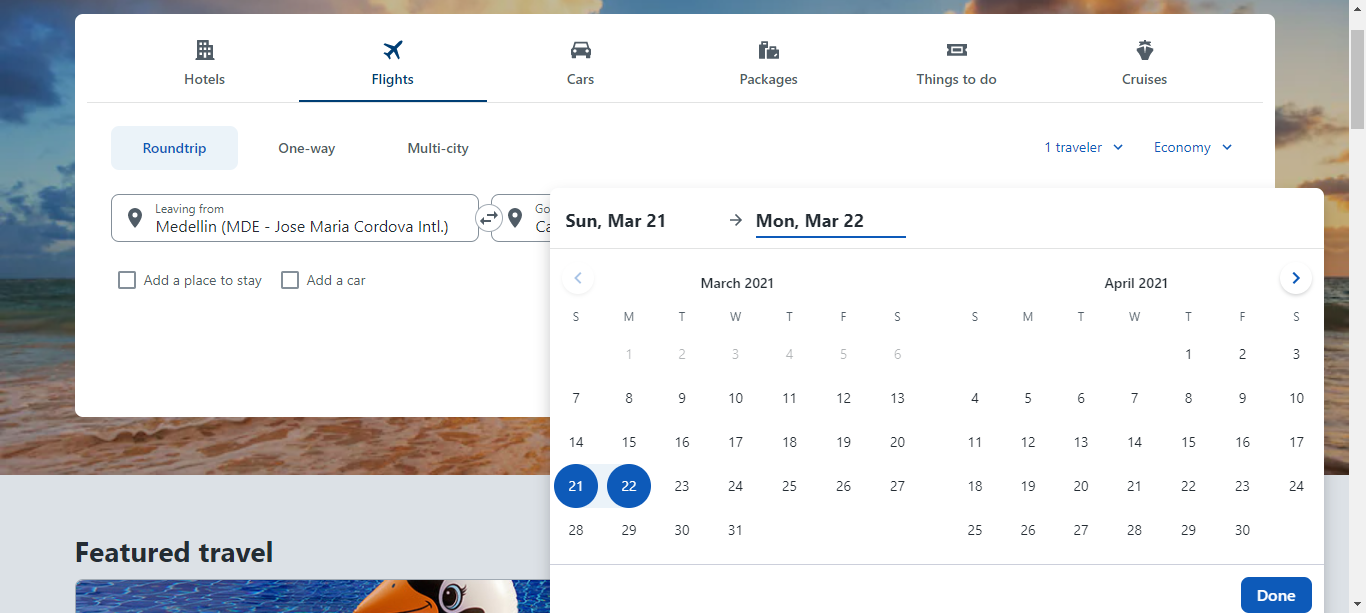 Hotels Flights Cars Packages Things to do Cruises
Roundtrip One-way Multi-city 1 traveler Economy
Leaving from
Medellin (MDE - Jose Maria Cordova Intl.)
Go
Ca
Add a place to stay Add a car
Sun, Mar 21 Mon, Mar 22
March 2021
S M T W T F S
1 2 3 4 5 6
7 8 9 10 11 12 13
14 15 16 17 18 19 20
21 22 23 24 25 26 27
28 29 30 31
April 2021
S M T W T F S
1 2 3
4 5 6 7 8 9 10
11 12 13 14 15 16 17
18 19 20 21 22 23 24
25 26 27 28 29 30
Done
Featured travel